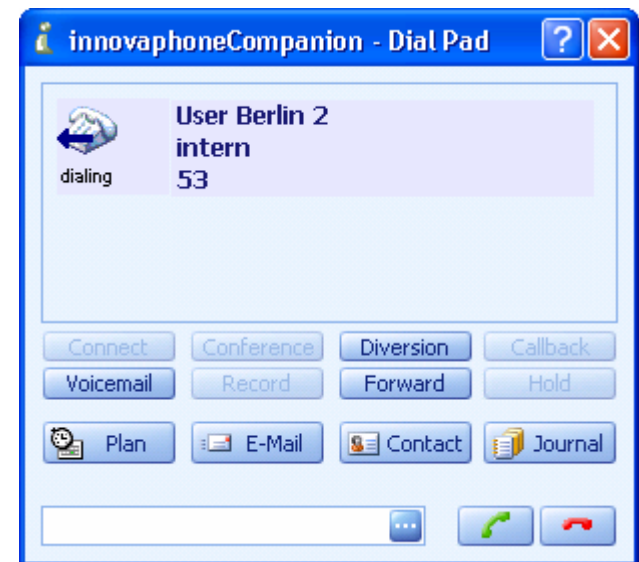 innovaphoneCompanion - Dial Pad ?
User Berlin 2
intern
dialing 53
Connect Conference Diversion Callback
Voicemail Record Forward Hold
Plan E-Mail Contact Journal
...